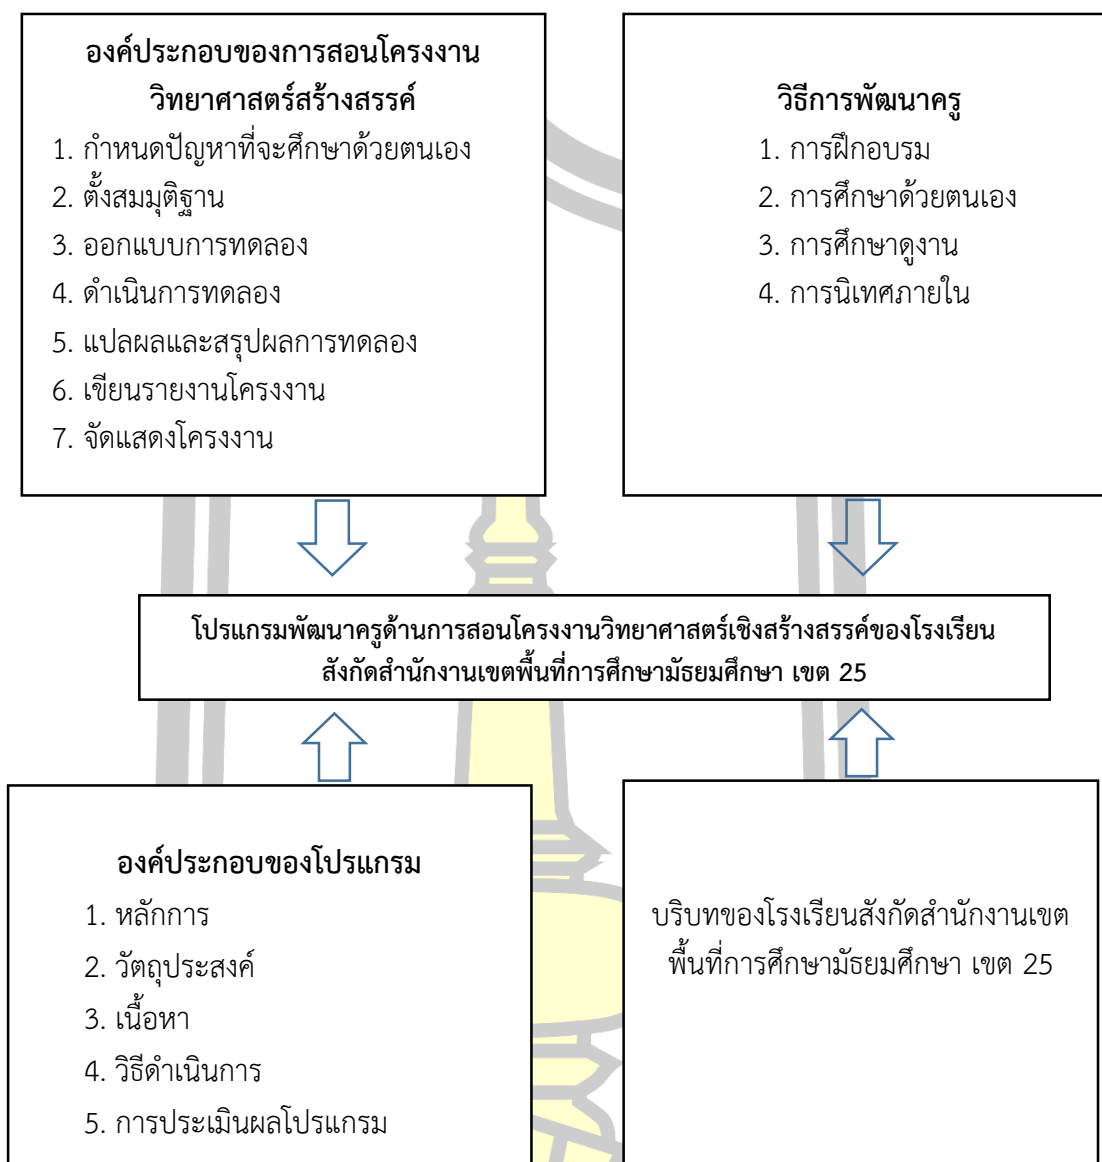 องค์ประกอบของการสอนโครงงาน
วิทยาศาสตร์สร้างสรรค์
1. กำหนดปัญหาที่จะศึกษาด้วยตนเอง
2. ตั้งสมมุติฐาน
3. ออกแบบการทดลอง
4. ดำเนินการทดลอง
5. แปลผลและสรุปผลการทดลอง
6. เขียนรายงานโครงงาน
7. จัดแสดงโครงงาน
วิธีการพัฒนาครู
1. การฝึกอบรม
2. การศึกษาด้วยตนเอง
3. การศึกษาดูงาน
4. การนิเทศภายใน
โปรแกรมพัฒนาครูด้านการสอนโครงงานวิทยาศาสตร์เชิงสร้างสรรค์ของโรงเรียน
สังกัดสำนักงานเขตพื้นที่การศึกษามัธยมศึกษา เขต 25
องค์ประกอบของโปรแกรม
1. หลักการ
2. วัตถุประสงค์
3. เนื้อหา
4. วิธีดำเนินการ
5. การประเมินผลโปรแกรม
บริบทของโรงเรียนสังกัดสำนักงานเขต
พื้นที่การศึกษามัธยมศึกษา เขต 25